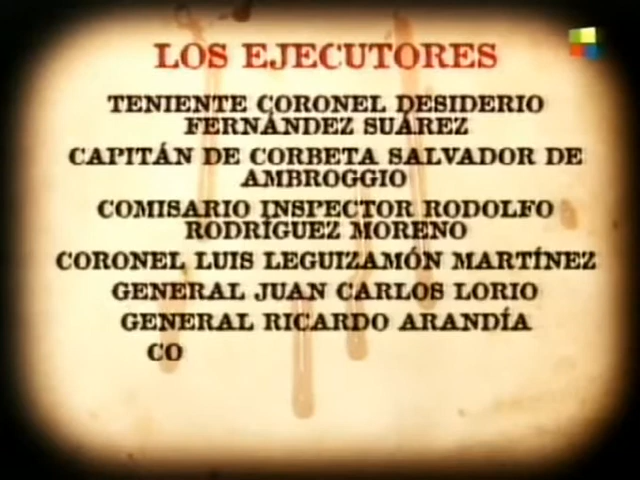 LOS EJECUTORES
TENIENTE CORONEL DESIDERIO
FERNÁNDEZ SUÁREZ
CAPITÁN DE CORBETA SALVADOR DE
AMBROGGIO
COMISARIO INSPECTOR RODOLFO
RODRÍGUEZ MORENO
CORONEL LUIS LEGUIZAMÓN MARTÍNEZ
GENERAL JUAN CARLOS LORIO
GENERAL RICARDO ARANDÍA
CO